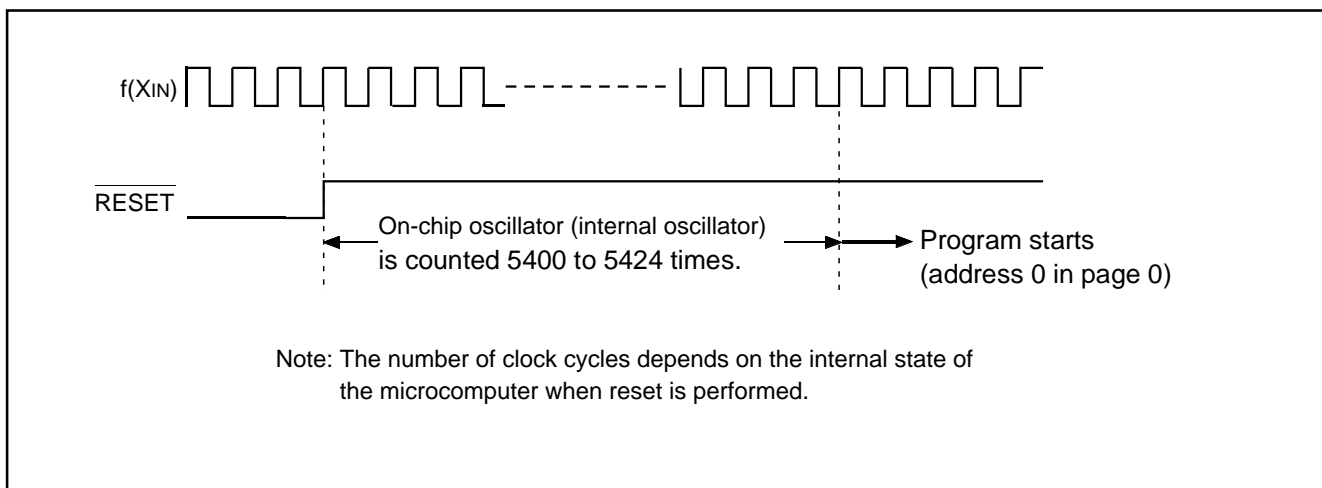 f(XIN)
RESET
On-chip oscillator (internal oscillator)
is counted 5400 to 5424 times.
Program starts
(address 0 in page 0)
Note: The number of clock cycles depends on the internal state of
the microcomputer when reset is performed.